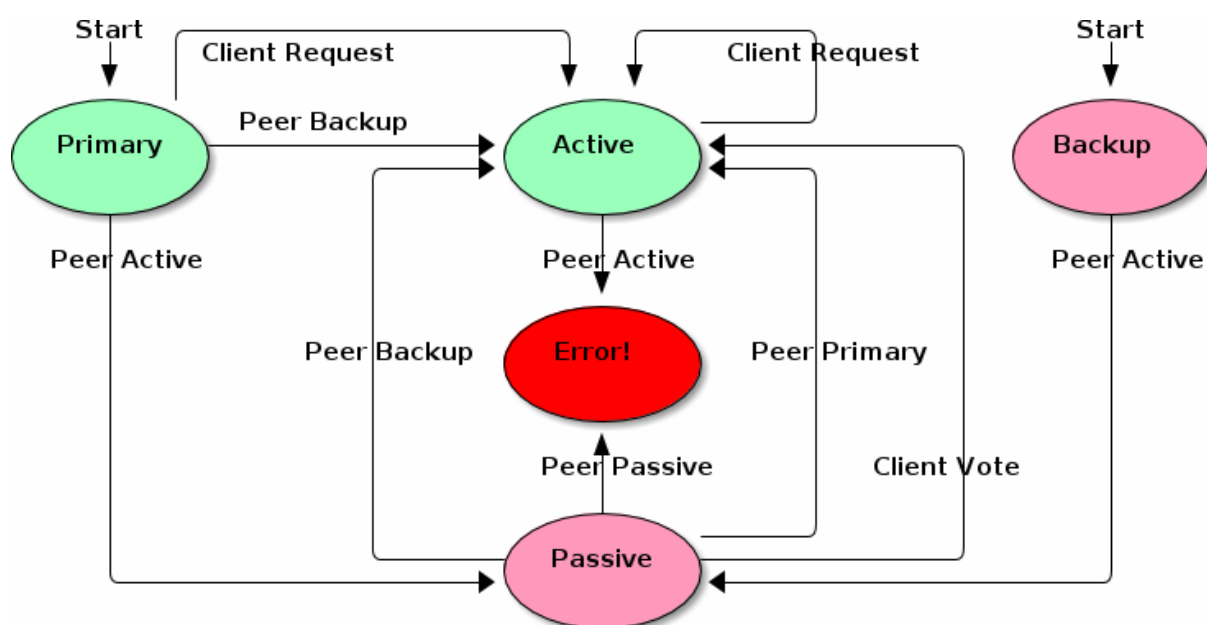 Start
Start
Client Request
Client Request
Peer Backup
Primary
Active
Backup
Peer Active
Peer Active
Peer Active
Peer Backup
Error!
Peer Primary
Peer Passive
Client Vote
Passive